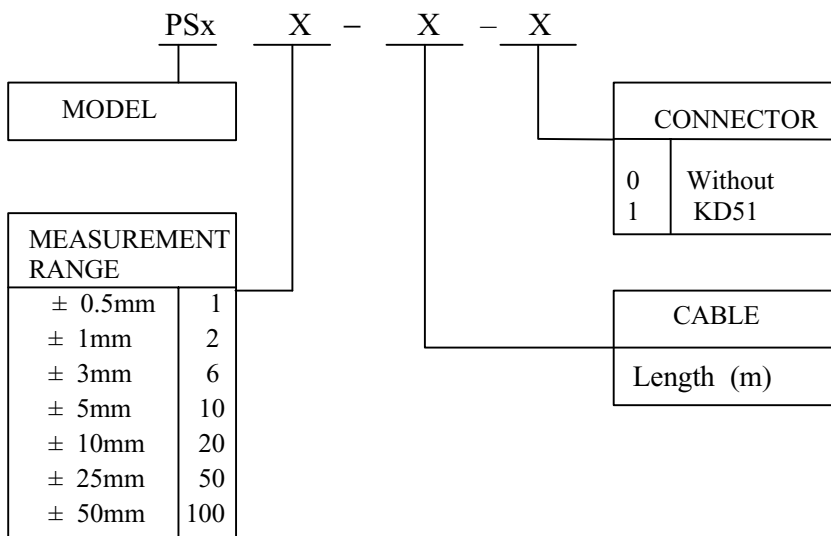 PSx X – X – X
MODEL
CONNECTOR
0 Without
1 KD51
MEASUREMENT
RANGE
± 0.5mm 1
± 1mm 2
± 3mm 6
± 5mm 10
± 10mm 20
± 25mm 50
± 50mm 100
CABLE
Length (m)